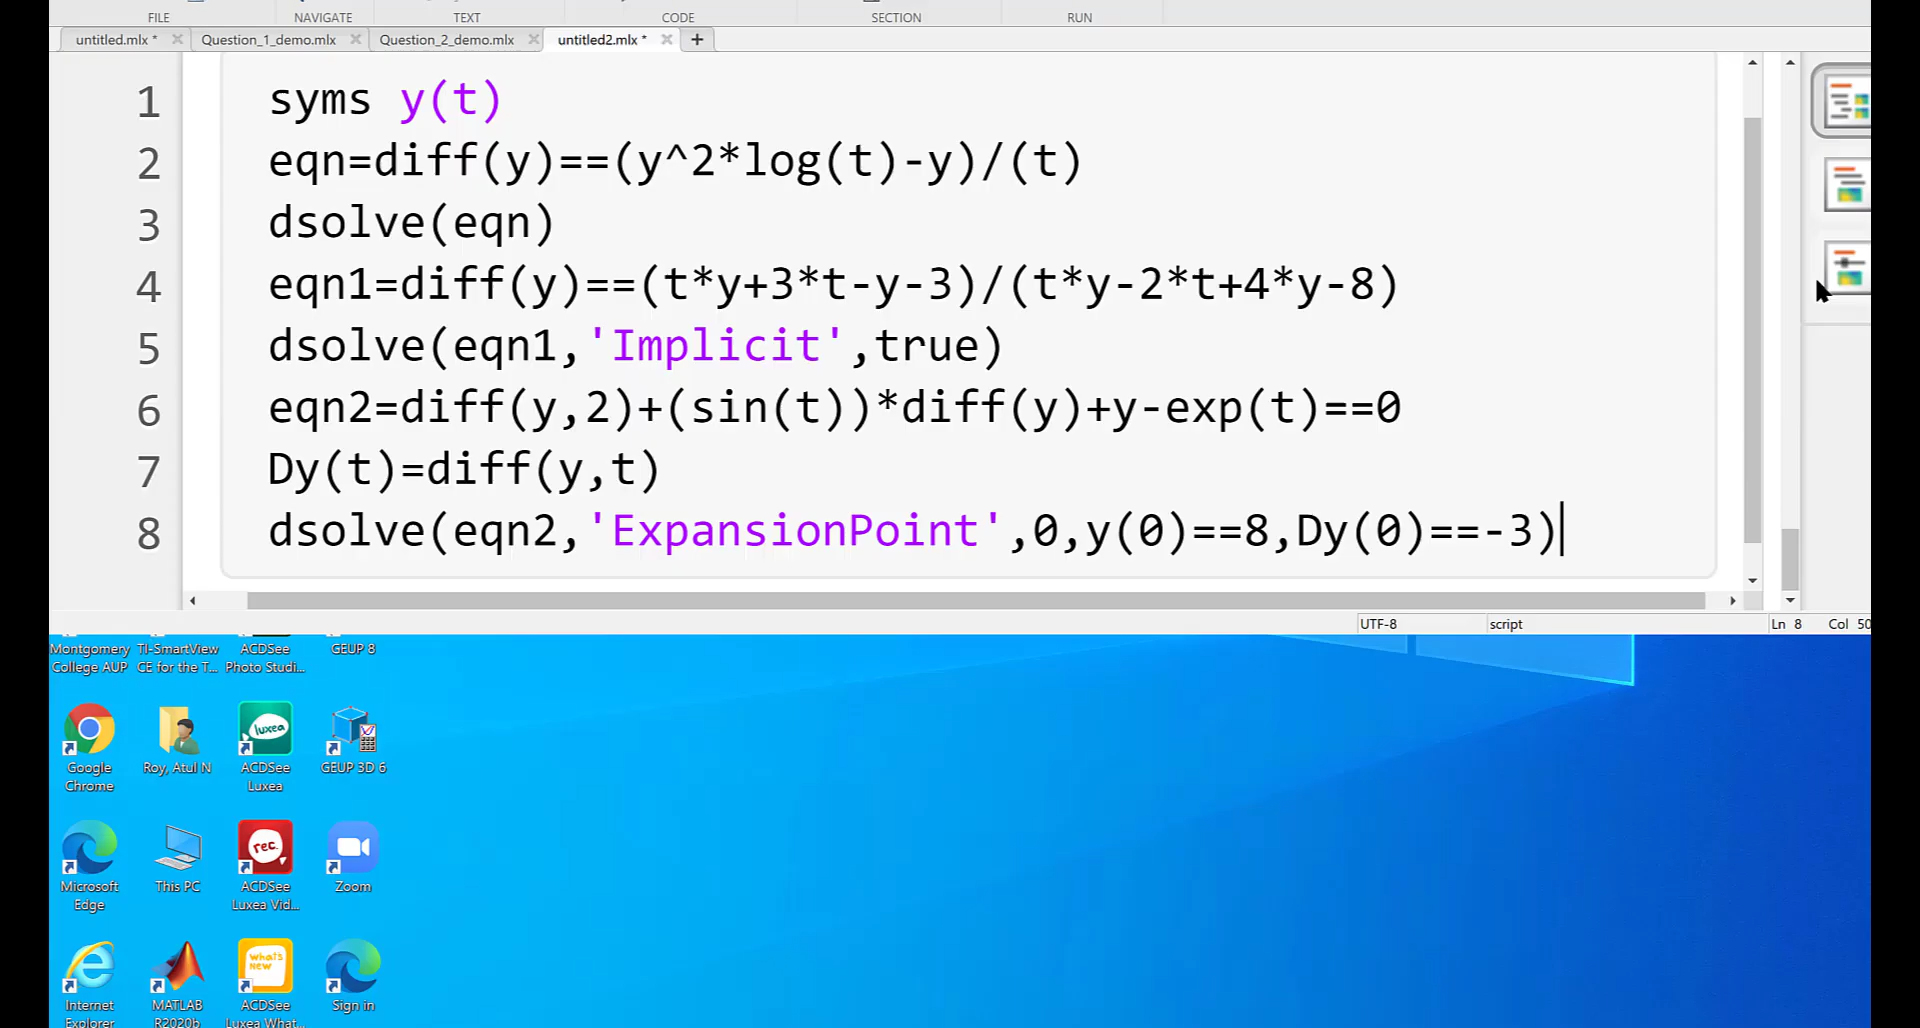 FILE NAVIGATE TEXT CODE SECTION RUN
untitled.mlx * Question_1_demo.mlx Question_2_demo.mlx untitled2.mlx * +
1 syms y(t)
2 eqn=diff(y)==(y^2*log(t)-y)/(t)
3 dsolve(eqn)
4 eqn1=diff(y)==(t*y+3*t-y-3)/(t*y-2*t+4*y-8)
5 dsolve(eqn1,'Implicit',true)
6 eqn2=diff(y,2)+(sin(t))*diff(y)+y-exp(t)==0
7 Dy(t)=diff(y,t)
8 dsolve(eqn2,'ExpansionPoint',0,y(0)==8,Dy(0)==-3)
UTF-8 script Ln 8 Col 50
Montgomery TI-SmartView ACDSee GEUP 8
College AUP CE for the T... Photo Studi...
luxea
Google Roy, Atul N ACDSee GEUP 3D 6
Chrome Luxea
rec.
Microsoft This PC ACDSee Zoom
Edge Luxea Vid...
what's
new
Internet MATLAB ACDSee Sign in
Explorer R2020b Luxea What...